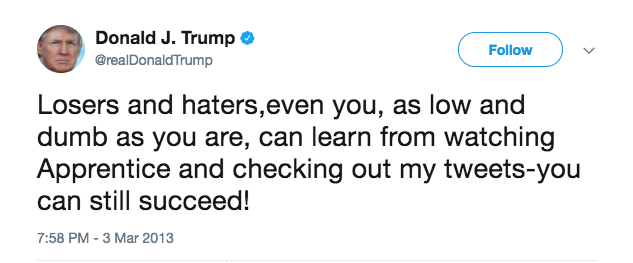 Donald J. Trump
@realDonaldTrump
Follow
Losers and haters,even you, as low and
dumb as you are, can learn from watching
Apprentice and checking out my tweets-you
can still succeed!
7:58 PM - 3 Mar 2013